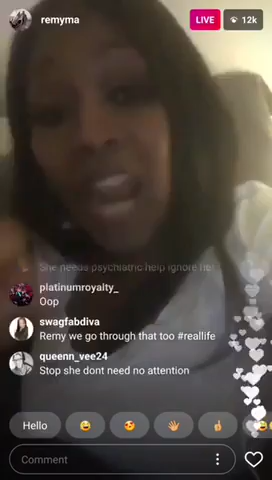 remyma
LIVE
12k
She needs psychiatric help ignore her
platinumroyalty_
Oop
swagfabdiva
Remy we go through that too #reallife
queenn_vee24
Stop she dont need no attention
Hello
Comment